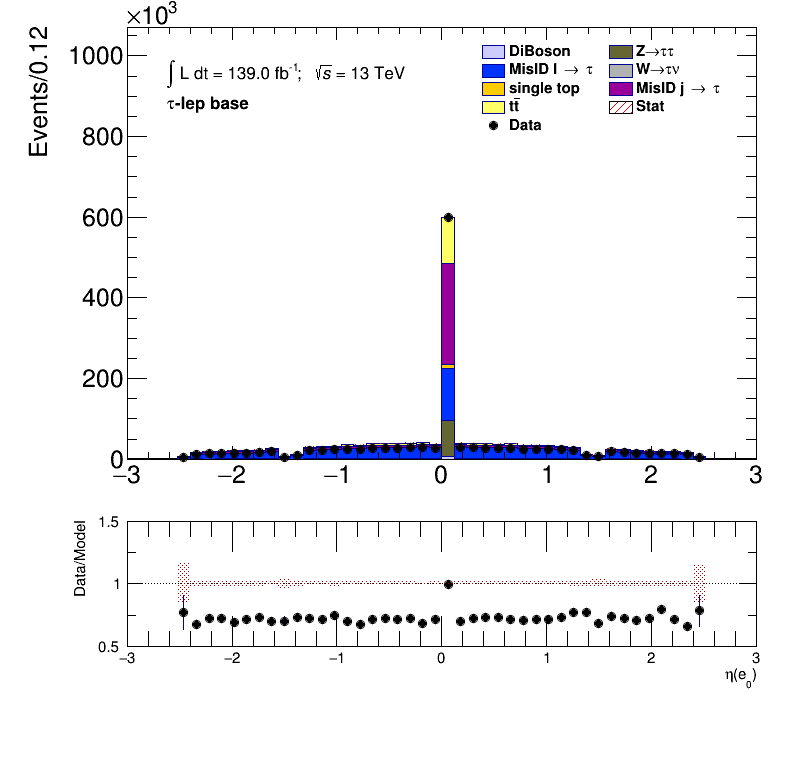 ×10³
Events/0.12
1000
800
600
400
200
0
∫ L dt = 139.0 fb⁻¹; √s = 13 TeV
τ-lep base
DiBoson
Z→ττ
MisID l → τ
W→τν
single top
MisID j → τ
tt̄
Stat
Data
−3 −2 −1 0 1 2 3
Data/Model
1.5
1
0.5
−3 −2 −1 0 1 2 3
η(e₀)